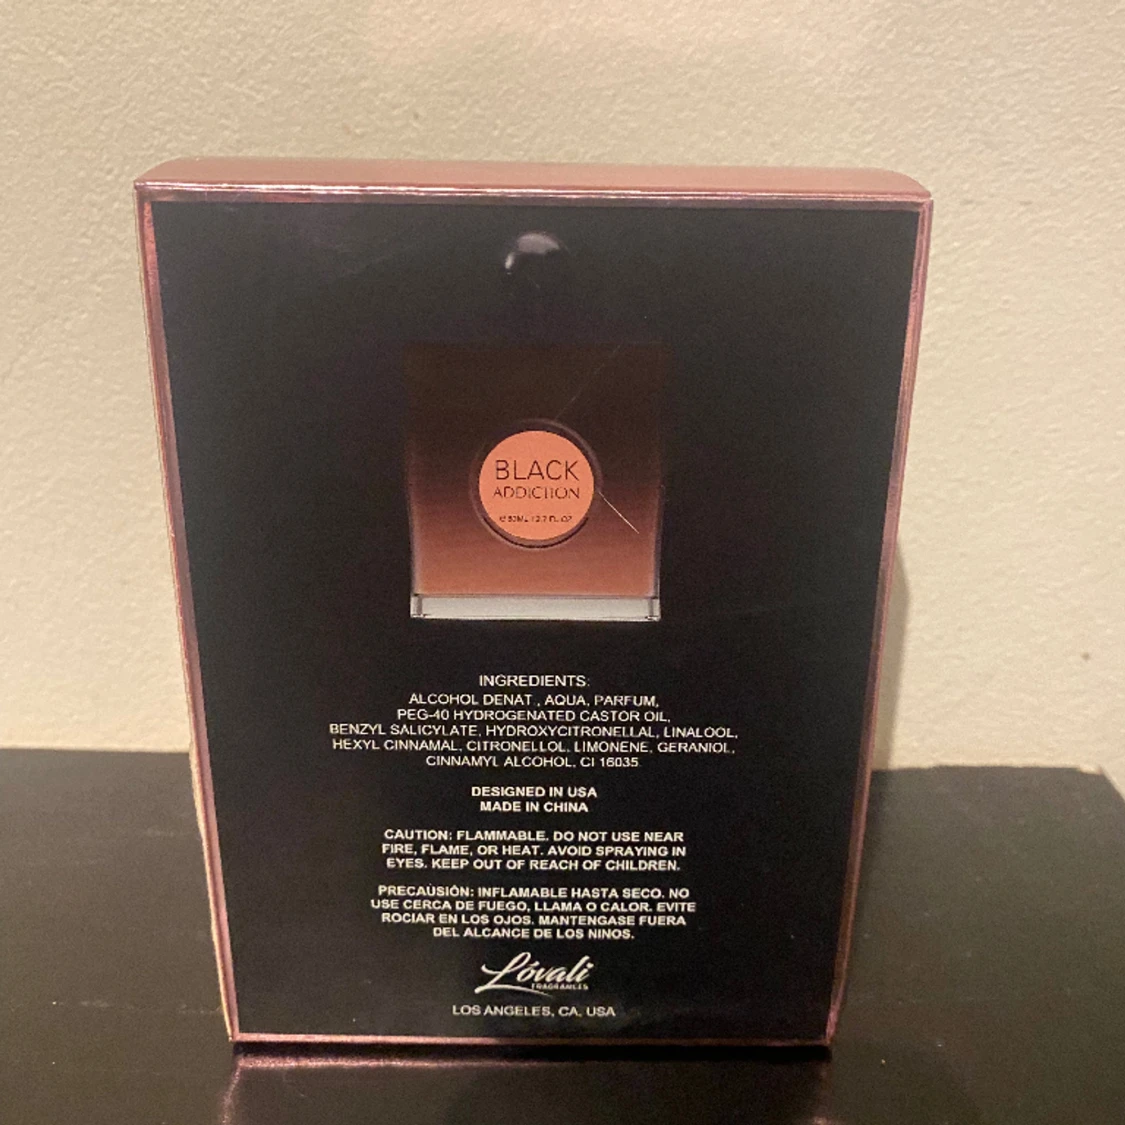 BLACK
ADDICTION
INGREDIENTS:
ALCOHOL DENAT., AQUA, PARFUM,
PEG-40 HYDROGENATED CASTOR OIL,
BENZYL SALICYLATE, HYDROXYCITRONELLAL, LINALOOL,
HEXYL CINNAMAL, CITRONELLOL, LIMONENE, GERANIOL,
CINNAMYL ALCOHOL, CI 16035.
DESIGNED IN USA
MADE IN CHINA
CAUTION: FLAMMABLE. DO NOT USE NEAR
FIRE, FLAME, OR HEAT. AVOID SPRAYING IN
EYES. KEEP OUT OF REACH OF CHILDREN.
PRECAÙSIÓN: INFLAMABLE HASTA SECO. NO
USE CERCA DE FUEGO, LLAMA O CALOR. EVITE
ROCIAR EN LOS OJOS. MANTENGASE FUERA
DEL ALCANCE DE LOS NINOS.
Lóvali
FRAGRANCES
LOS ANGELES, CA, USA